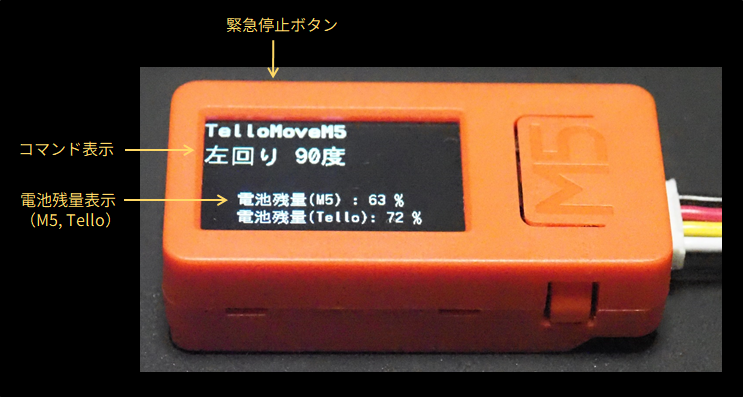 緊急停止ボタン
コマンド表示
電池残量表示
（M5, Tello）
TelloMoveM5
左回り 90度
電池残量(M5) : 63 %
電池残量(Tello): 72 %
M5